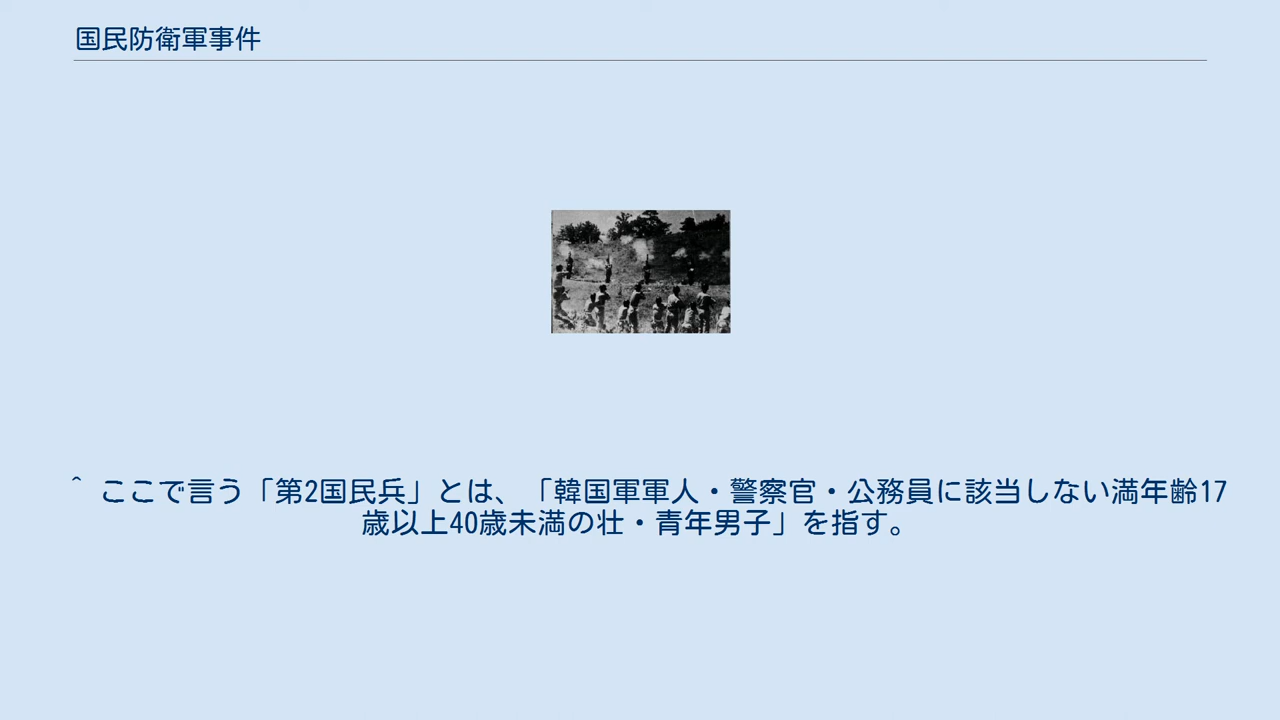 国民防衛軍事件
^ ここで言う「第2国民兵」とは、「韓国軍軍人・警察官・公務員に該当しない満年齢17
歳以上40歳未満の壮・青年男子」を指す。